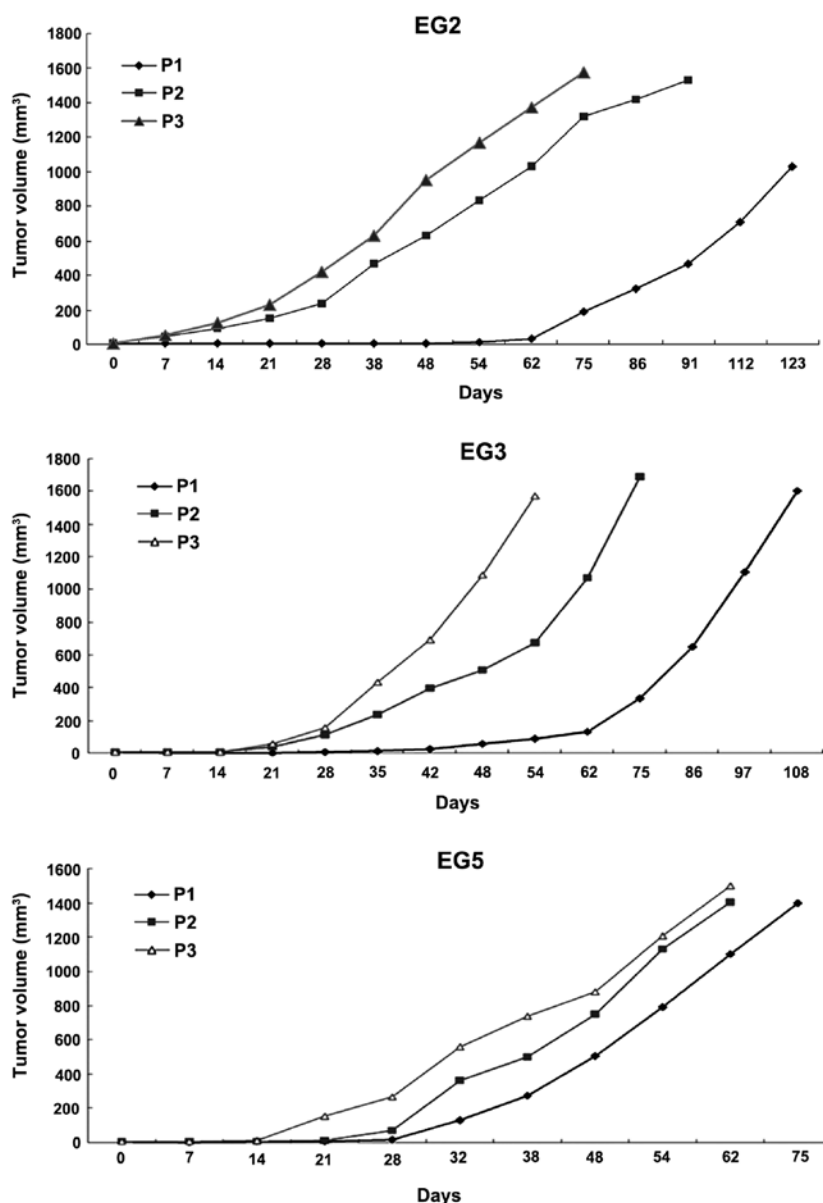 EG2
P1
P2
P3
Tumor volume (mm³)
1800
1600
1400
1200
1000
800
600
400
200
0
0 7 14 21 28 38 48 54 62 75 86 91 112 123
Days
EG3
P1
P2
P3
Tumor volume (mm³)
1800
1600
1400
1200
1000
800
600
400
200
0
0 7 14 21 28 35 42 48 54 62 75 86 97 108
Days
EG5
P1
P2
P3
Tumor volume (mm³)
1600
1400
1200
1000
800
600
400
200
0
0 7 14 21 28 32 38 48 54 62 75
Days